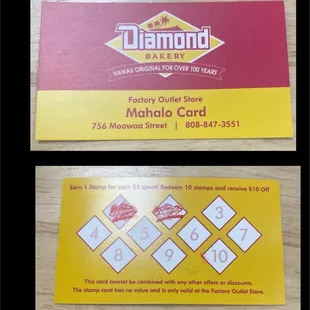 Diamond
BAKERY
HAWAII ORIGINAL FOR OVER 100 YEARS
Factory Outlet Store
Mahalo Card
756 Moowaa Street | 808-847-3551
Earn 1 Stamp for each $5 spent! Redeem 10 stamps and receive $10 Off
3
4 5 6 7
8 9 10
This card cannot be combined with any other offers or discounts.
The stamp card has no value and is only valid at the Factory Outlet Store.